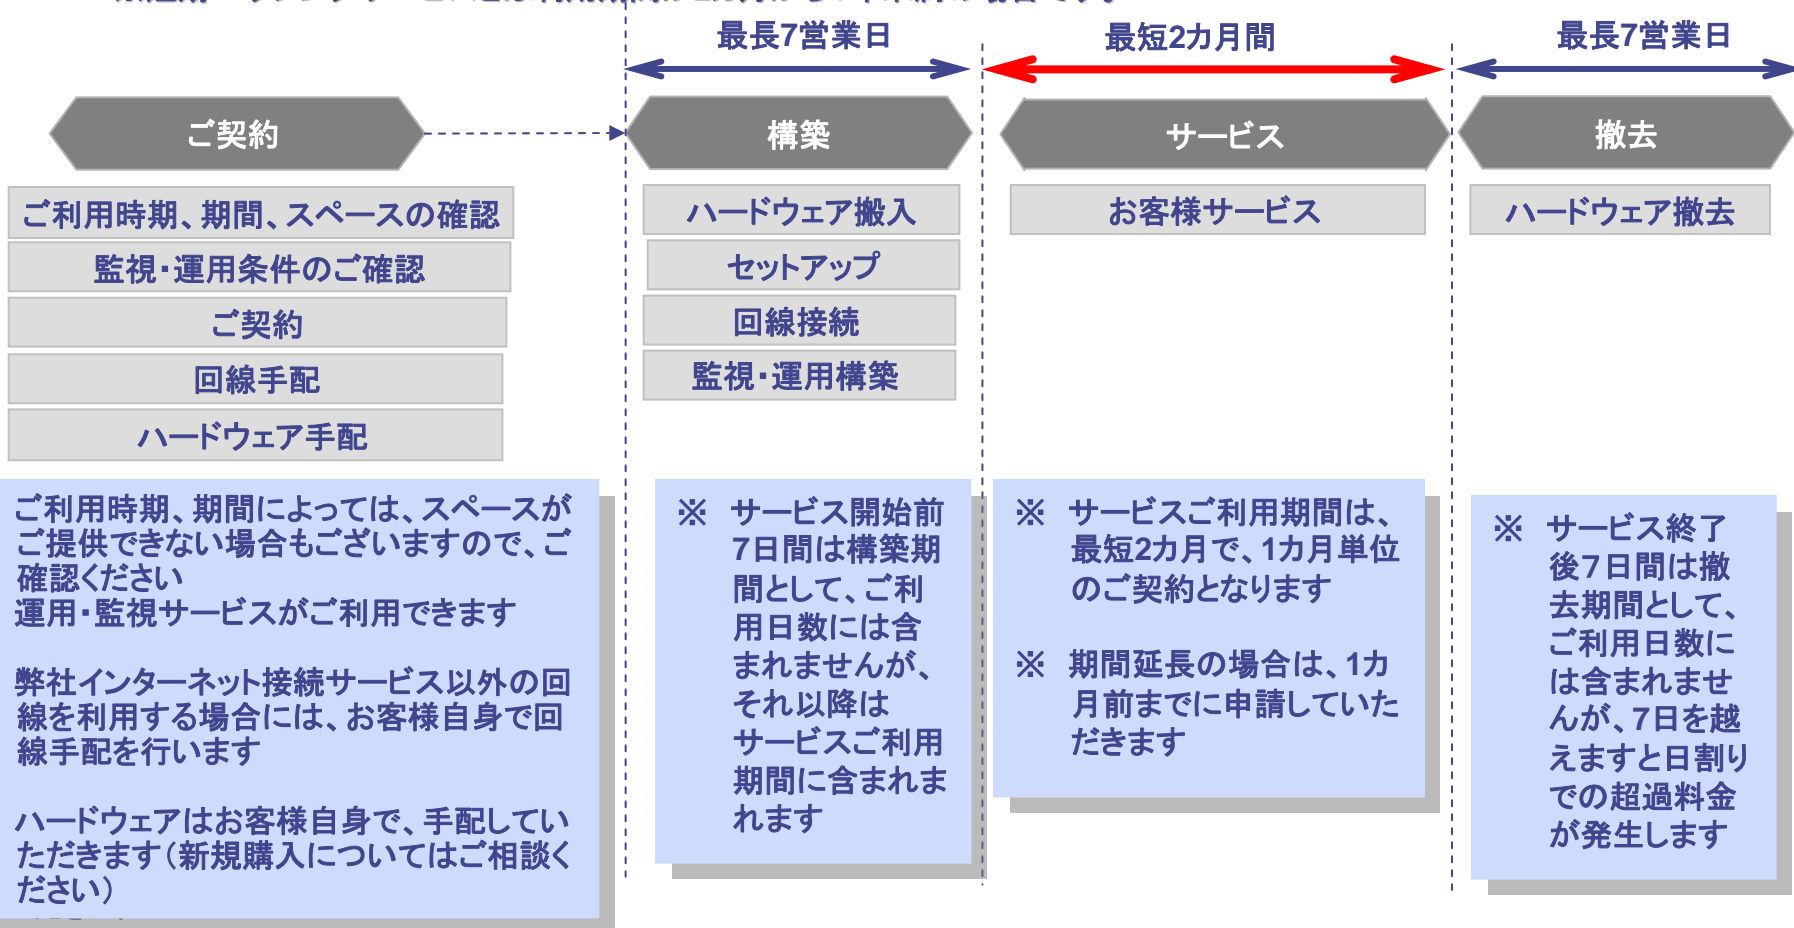 最長7営業日
最短2カ月間
最長7営業日
ご契約
構築
サービス
撤去
ご利用時期、期間、スペースの確認
監視・運用条件のご確認
ご契約
回線手配
ハードウェア手配
ハードウェア搬入
セットアップ
回線接続
監視・運用構築
お客様サービス
ハードウェア撤去
ご利用時期、期間によっては、スペースが
ご提供できない場合もございますので、ご
確認ください
運用・監視サービスがご利用できます
弊社インターネット接続サービス以外の回
線を利用する場合には、お客様自身で回
線手配を行います
ハードウェアはお客様自身で、手配してい
ただきます（新規購入についてはご相談く
ださい）
※ サービス開始前
7日間は構築期
間として、ご利
用日数には含
まれませんが、
それ以降は
サービスご利用
期間に含まれま
れます
※ サービスご利用期間は、
最短2カ月で、1カ月単位
のご契約となります
※ 期間延長の場合は、1カ
月前までに申請していた
だきます
※ サービス終了
後7日間は撤
去期間として、
ご利用日数に
は含まれませ
んが、7日を越
えますと日割り
での超過料金
が発生します